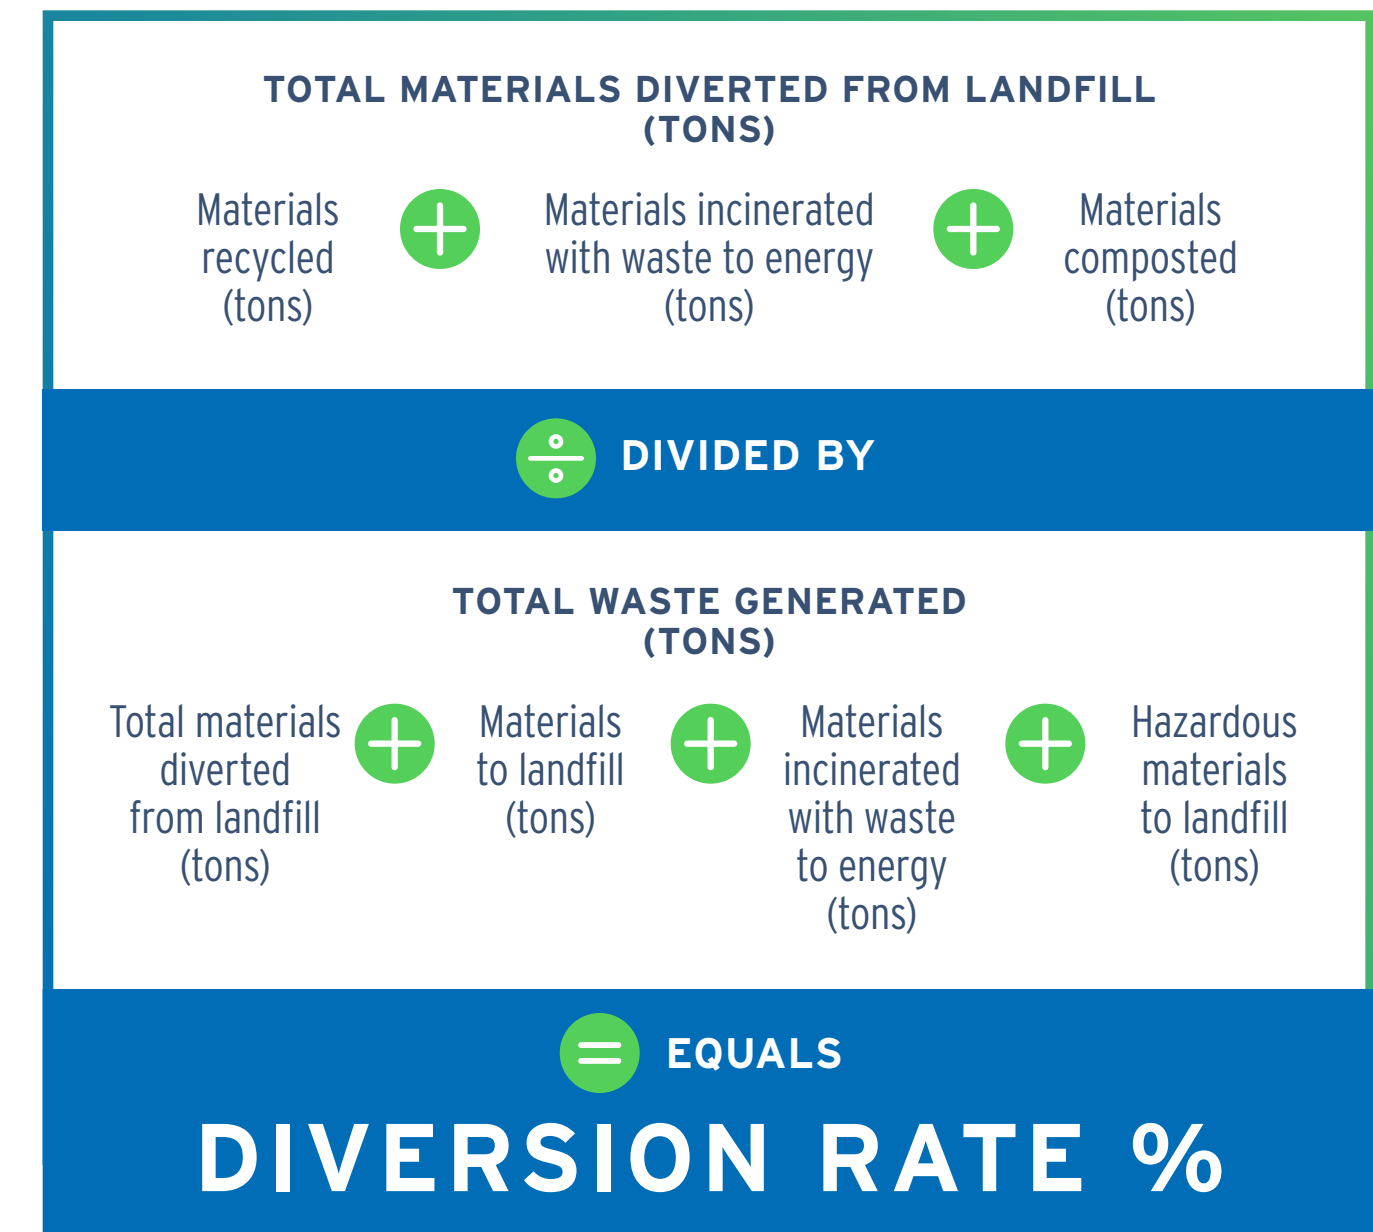 TOTAL MATERIALS DIVERTED FROM LANDFILL
(TONS)
Materials
recycled
(tons)
+
Materials incinerated
with waste to energy
(tons)
+
Materials
composted
(tons)
÷ DIVIDED BY
TOTAL WASTE GENERATED
(TONS)
Total materials
diverted
from landfill
(tons)
+
Materials
to landfill
(tons)
+
Materials
incinerated
with waste
to energy
(tons)
+
Hazardous
materials
to landfill
(tons)
= EQUALS
DIVERSION RATE %